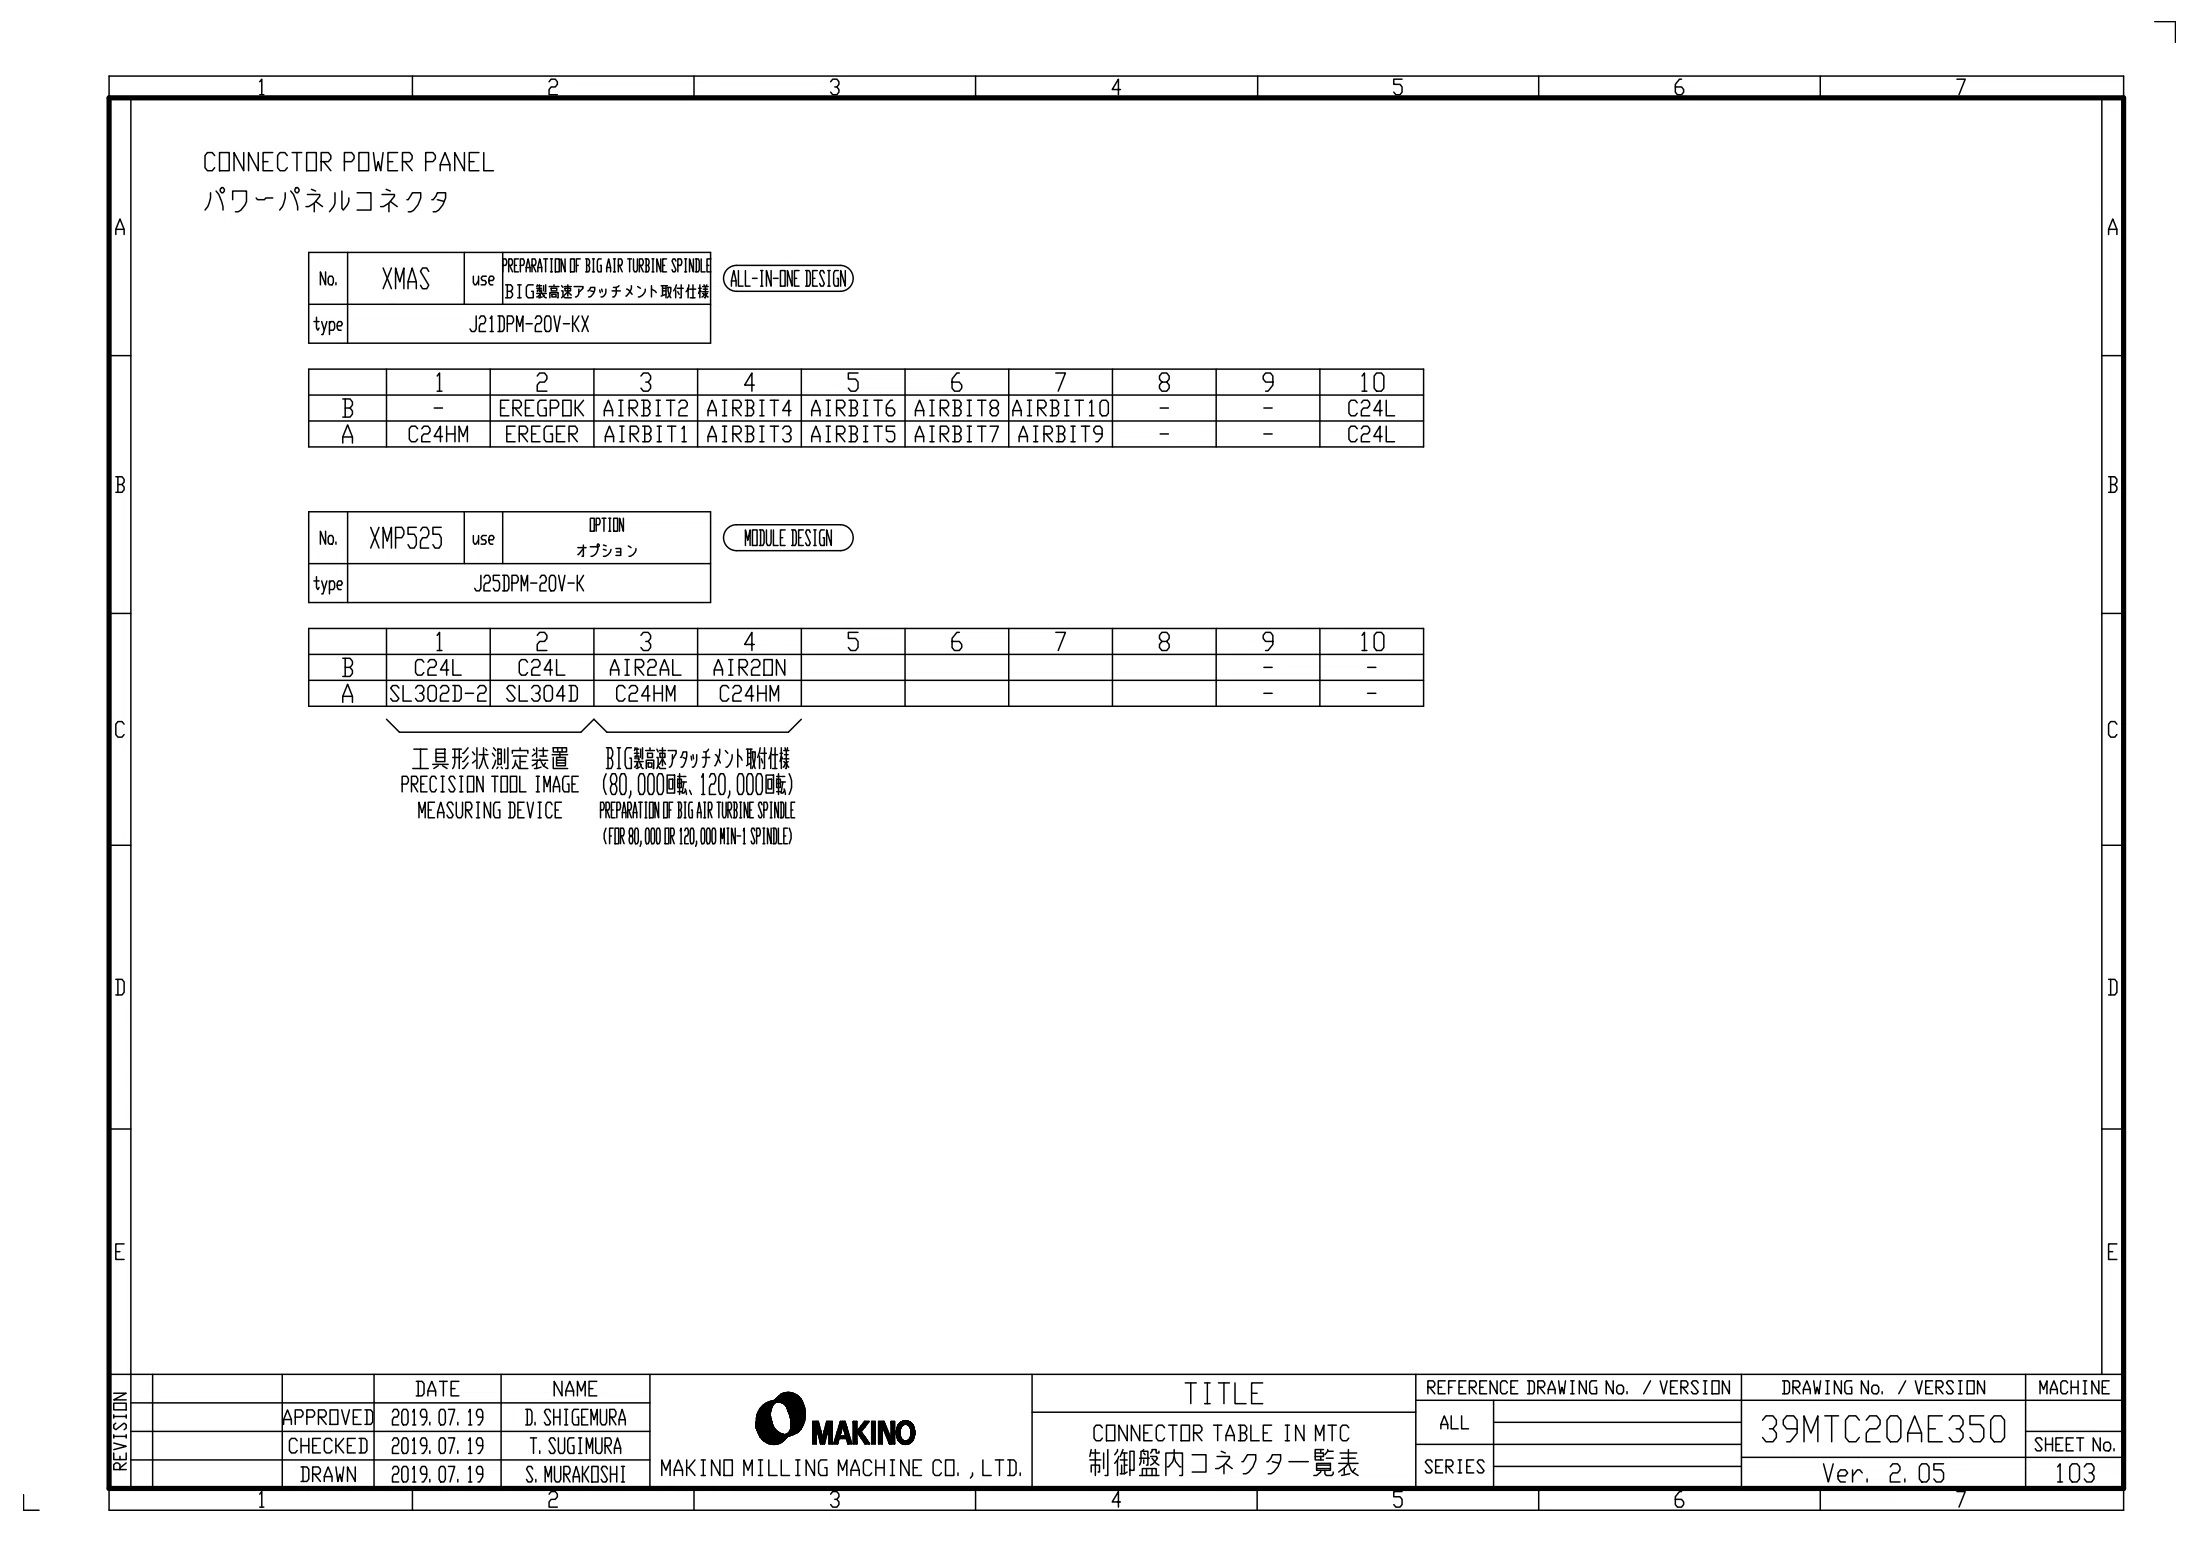 1 2 3 4 5 6 7
CONNECTOR POWER PANEL
パワーパネルコネクタ
A A
No. XMAS use PREPARATION OF BIG AIR TURBINE SPINDLE
BIG製高速アタッチメント取付仕様
ALL-IN-ONE DESIGN
type J21DPM-20V-KX
1 2 3 4 5 6 7 8 9 10
B - EREGPOK AIRBIT2 AIRBIT4 AIRBIT6 AIRBIT8 AIRBIT10 - - C24L
A C24HM EREGER AIRBIT1 AIRBIT3 AIRBIT5 AIRBIT7 AIRBIT9 - - C24L
B B
No. XMP525 use OPTION
オプション
MODULE DESIGN
type J25DPM-20V-K
1 2 3 4 5 6 7 8 9 10
B C24L C24L AIR2AL AIR2ON - -
A SL302D-2 SL304D C24HM C24HM - -
C C
工具形状測定装置
PRECISION TOOL IMAGE
MEASURING DEVICE
BIG製高速アタッチメント取付仕様
(80,000回転、120,000回転)
PREPARATION OF BIG AIR TURBINE SPINDLE
(FOR 80,000 OR 120,000 MIN-1 SPINDLE)
D D
E E
REVISION
DATE NAME
APPROVED 2019.07.19 D. SHIGEMURA
CHECKED 2019.07.19 T. SUGIMURA
DRAWN 2019.07.19 S. MURAKOSHI
MAKINO
MAKINO MILLING MACHINE CO.,LTD.
TITLE
CONNECTOR TABLE IN MTC
制御盤内コネクタ一覧表
REFERENCE DRAWING No. / VERSION
ALL
SERIES
DRAWING No. / VERSION
39MTC20AE350
Ver. 2.05
MACHINE
SHEET No.
103
1 2 3 4 5 6 7